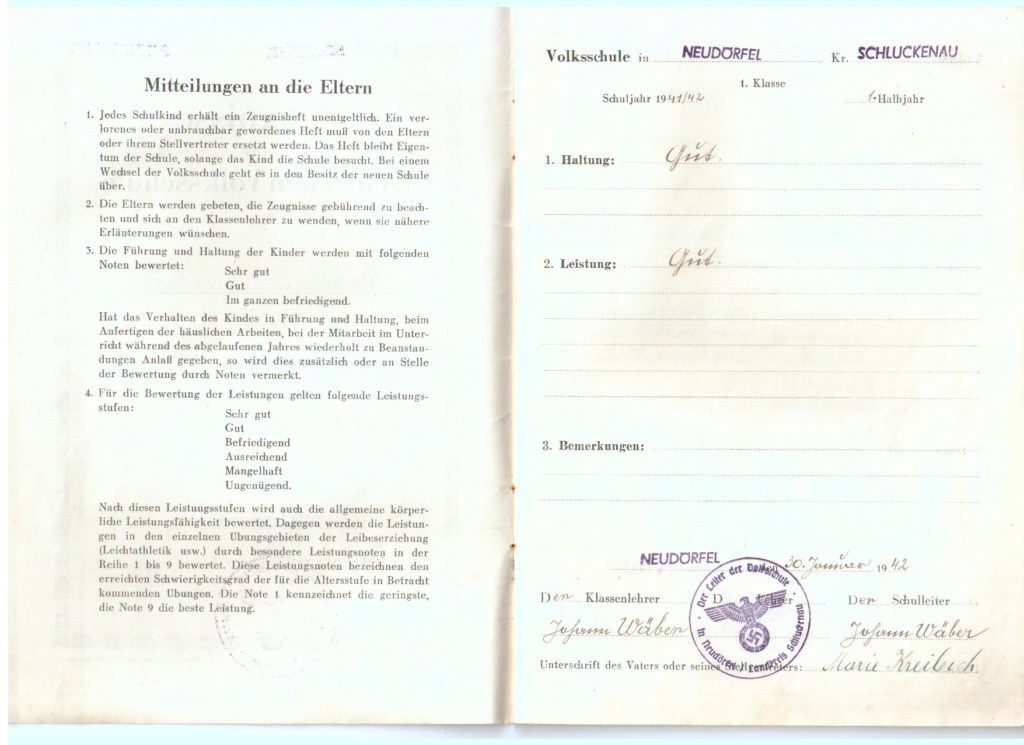 Mitteilungen an die Eltern
1. Jedes Schulkind erhält ein Zeugnisheft unentgeltlich. Ein ver-
lorenes oder unbrauchbar gewordenes Heft muß von den Eltern
oder ihrem Stellvertreter ersetzt werden. Das Heft bleibt Eigen-
tum der Schule, solange das Kind die Schule besucht. Bei einem
Wechsel der Volksschule geht es in den Besitz der neuen Schule
über.
2. Die Eltern werden gebeten, die Zeugnisse gebührend zu beach-
ten und sich an den Klassenlehrer zu wenden, wenn sie nähere
Erläuterungen wünschen.
3. Die Führung und Haltung der Kinder werden mit folgenden
Noten bewertet:
Sehr gut
Gut
Im ganzen befriedigend.
Hat das Verhalten des Kindes in Führung und Haltung, beim
Anfertigen der häuslichen Arbeiten, bei der Mitarbeit im Unter-
richt während des abgelaufenen Jahres wiederholt zu Beanstan-
dungen Anlaß gegeben, so wird dies zusätzlich oder an Stelle
der Bewertung durch Noten vermerkt.
4. Für die Bewertung der Leistungen gelten folgende Leistungs-
stufen:
Sehr gut
Gut
Befriedigend
Ausreichend
Mangelhaft
Ungenügend.
Nach diesen Leistungsstufen wird auch die allgemeine körper-
liche Leistungsfähigkeit bewertet. Dagegen werden die Leistun-
gen in den einzelnen Übungsgebieten der Leibeserziehung
(Leichtathletik usw.) durch besondere Leistungsnoten in der
Reihe 1 bis 9 bewertet. Diese Leistungsnoten bezeichnen den
erreichten Schwierigkeitsgrad der für die Altersstufe in Betracht
kommenden Übungen. Die Note 1 kennzeichnet die geringste,
die Note 9 die beste Leistung.
Volksschule in NEUDÖRFEL Kr. SCHLUCKENAU
1. Klasse
Schuljahr 1941/42 1. Halbjahr
1. Haltung: Gut.
2. Leistung: Gut.
3. Bemerkungen:
NEUDÖRFEL 30. Januar 1942
Der Klassenlehrer D Lehrer Der Schulleiter
Der Leiter der Volksschule
in Neudörfel Landkreis Schluckenau
Johann Wäber Johann Wäber
Unterschrift des Vaters oder seines Stellvertreters: Marie Kreibich